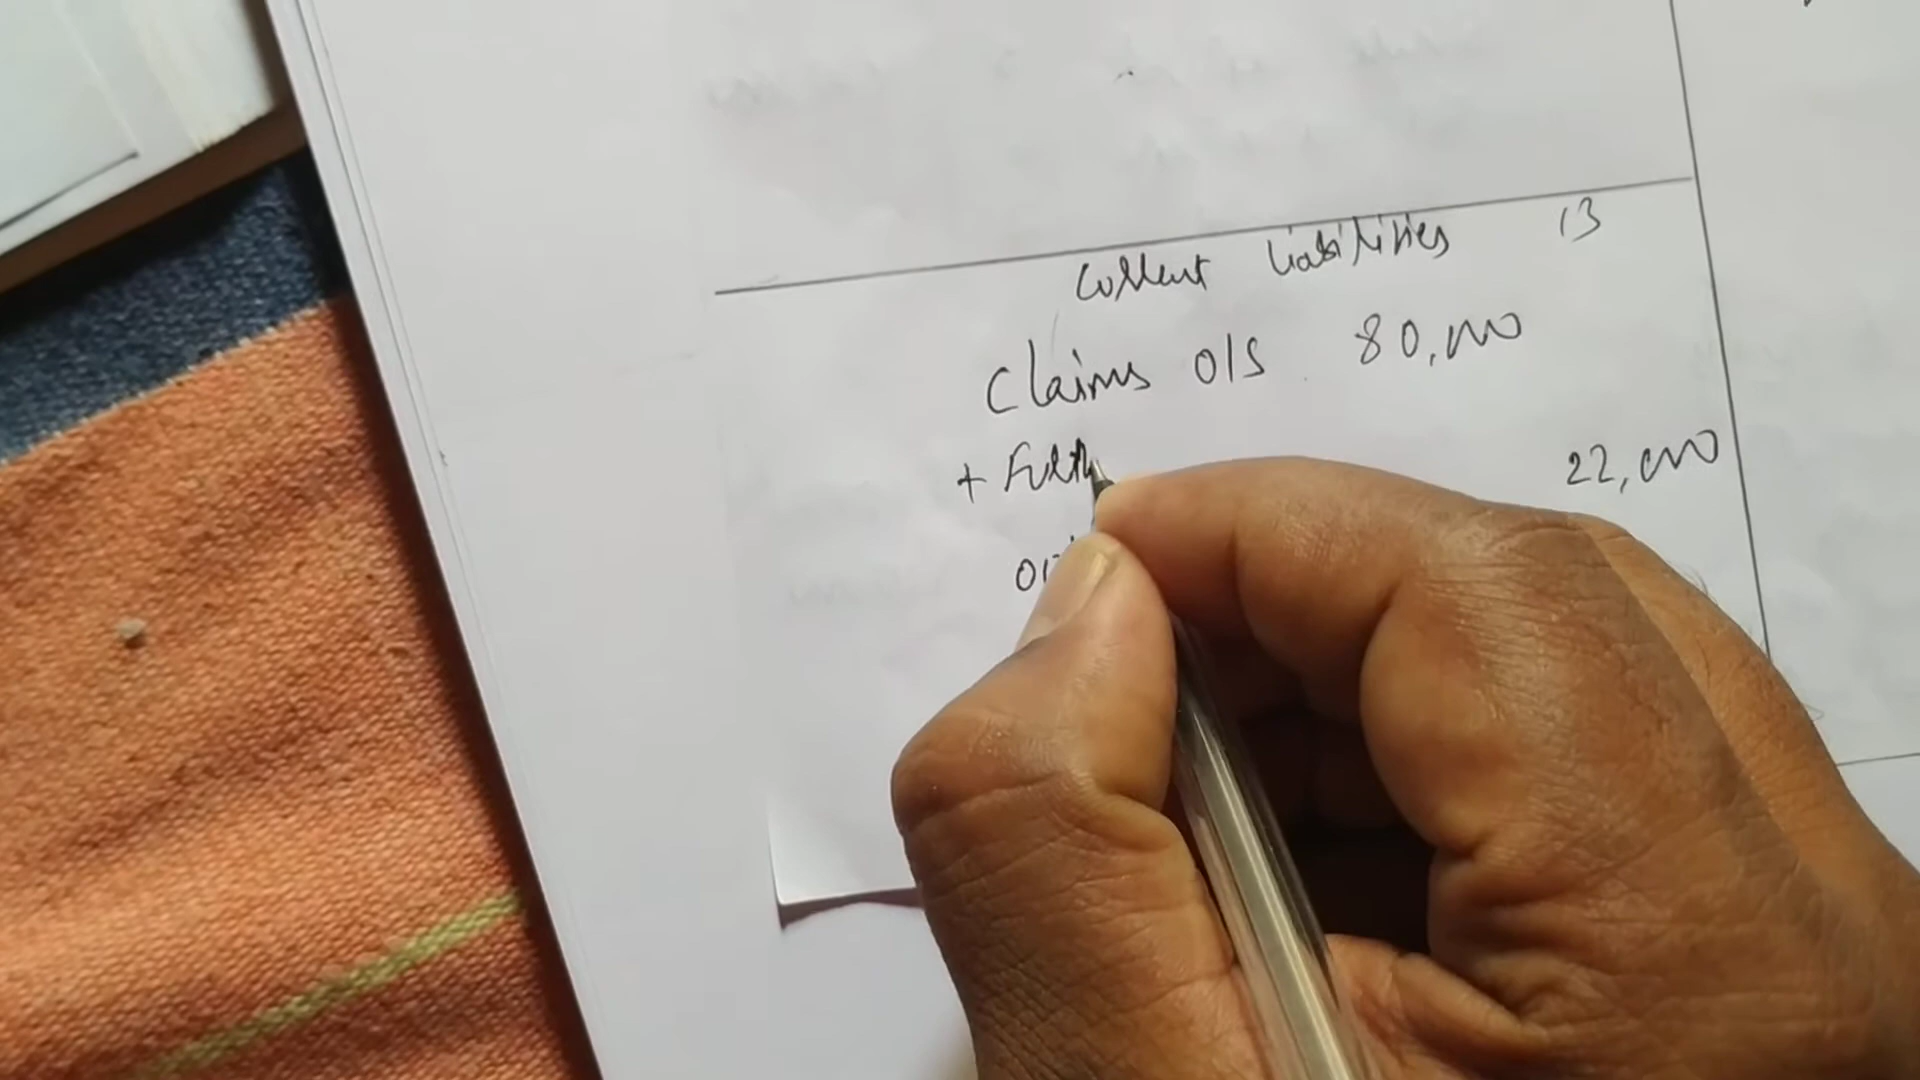 Current liabilities 13
Claims O/S 80,000
+ Furth 22,000